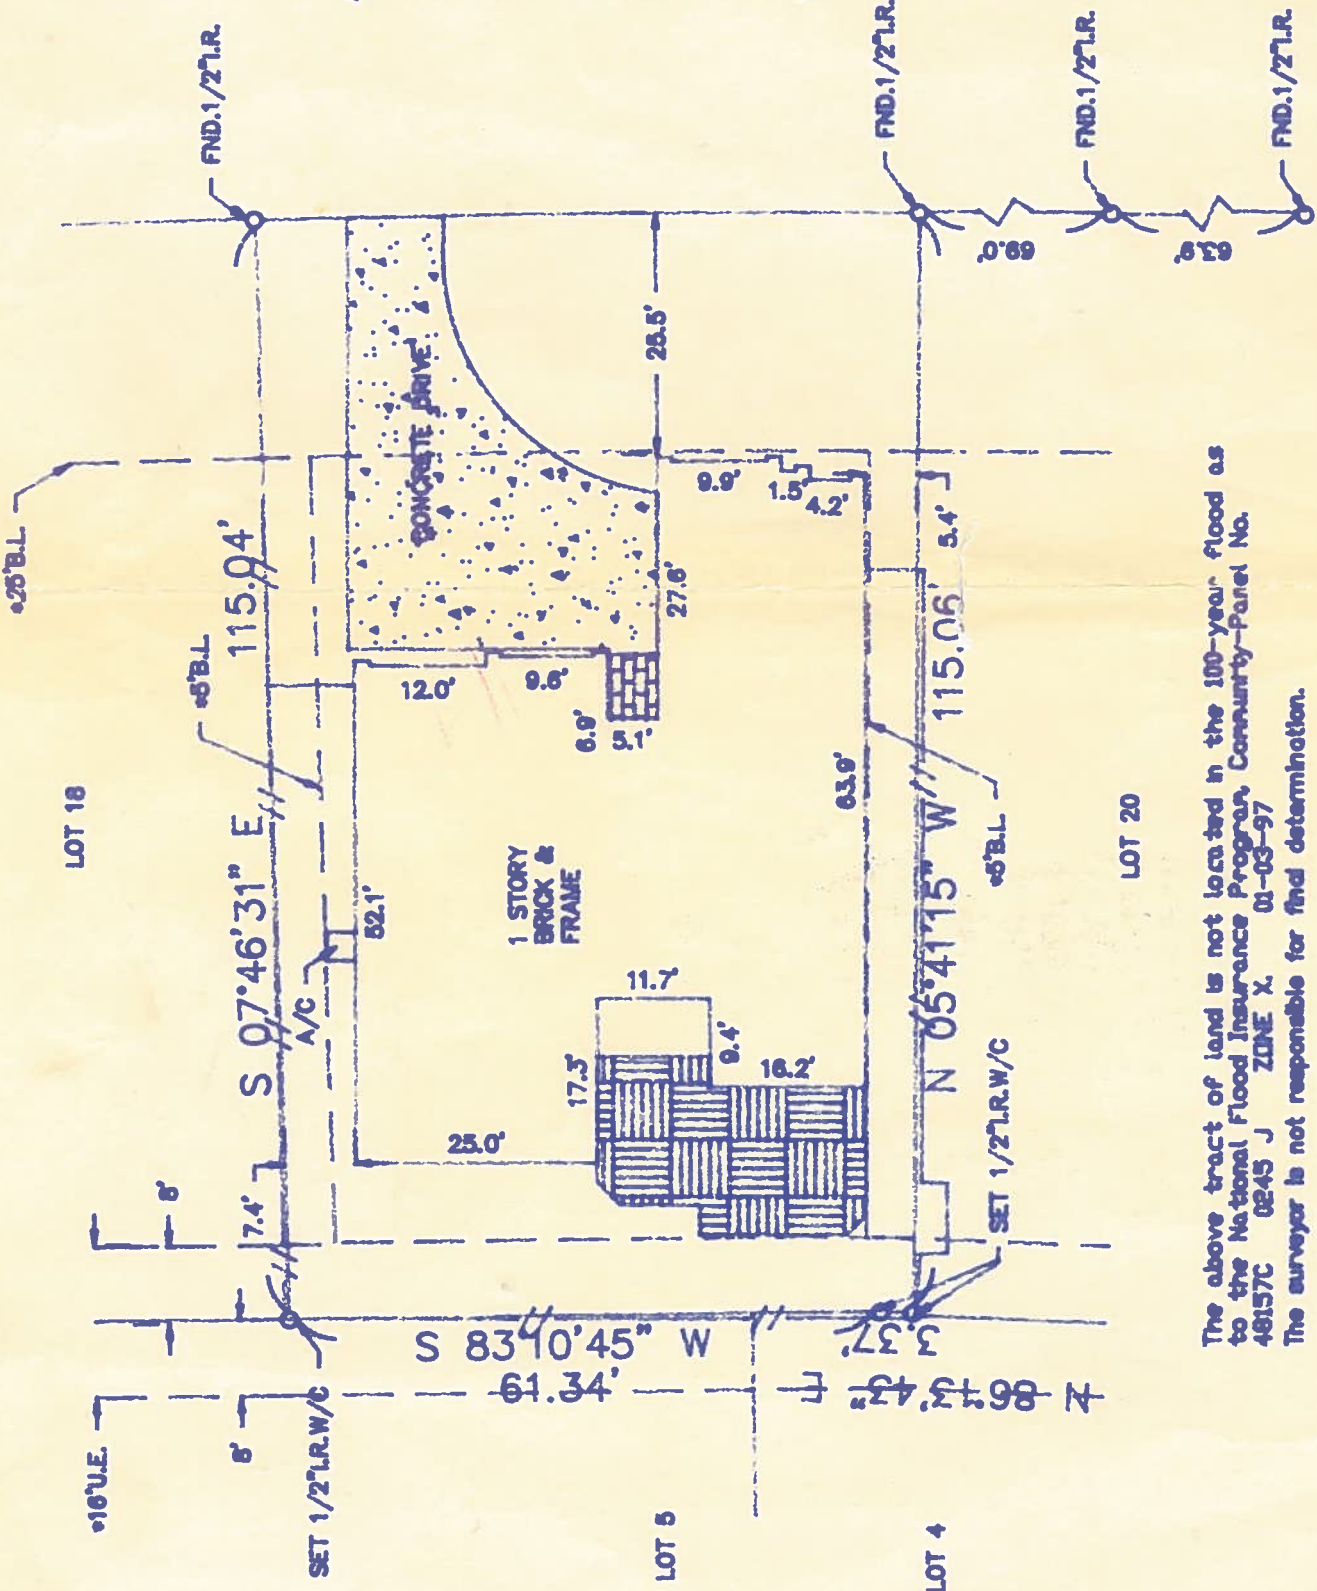 *25'B.L.
FND.1/2"I.R.
FND.1/2"I.R.
FND.1/2"I.R.
FND.1/2"I.R.
LOT 18
*5'B.L.
115.04'
S 07°46'31" E
CONCRETE DRIVE
25.5'
69.0'
63.9'
9.9'
1.5'
4.2'
5.4'
27.6'
12.0'
9.6'
6.9'
5.1'
A/C
52.1'
1 STORY
BRICK &
FRAME
63.9'
115.06'
N 05°41'15" W
*5'B.L.
LOT 20
11.7'
9.4'
17.3'
16.2'
25.0'
7.4'
8'
8'
*16'U.E.
SET 1/2"I.R.W/C
SET 1/2"I.R.W/C
S 83°10'45" W
61.34'
3.37'
N 86°13'43" E
LOT 5
LOT 4
The above tract of land is not located in the 100-year flood as
to the National Flood Insurance Program, Community-Panel No.
48157C 0245 J ZONE X. 01-03-97
The surveyor is not responsible for final determination.